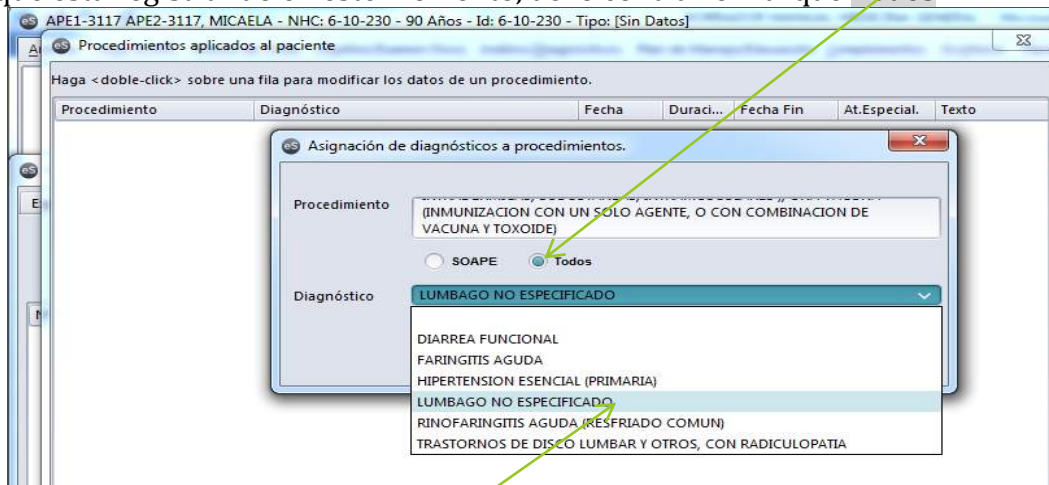 APE1-3117 APE2-3117, MICAELA - NHC: 6-10-230 - 90 Años - Id: 6-10-230 - Tipo: [Sin Datos]
Procedimientos aplicados al paciente
Haga <doble-click> sobre una fila para modificar los datos de un procedimiento.
Procedimiento Diagnóstico Fecha Duraci... Fecha Fin At.Especial. Texto
Asignación de diagnósticos a procedimientos.
Procedimiento
(INMUNIZACION CON UN SOLO AGENTE, O CON COMBINACION DE
VACUNA Y TOXOIDE)
SOAPE Todos
Diagnóstico LUMBAGO NO ESPECIFICADO
DIARREA FUNCIONAL
FARINGITIS AGUDA
HIPERTENSION ESENCIAL (PRIMARIA)
LUMBAGO NO ESPECIFICADO
RINOFARINGITIS AGUDA (RESFRIADO COMUN)
TRASTORNOS DE DISCO LUMBAR Y OTROS, CON RADICULOPATIA